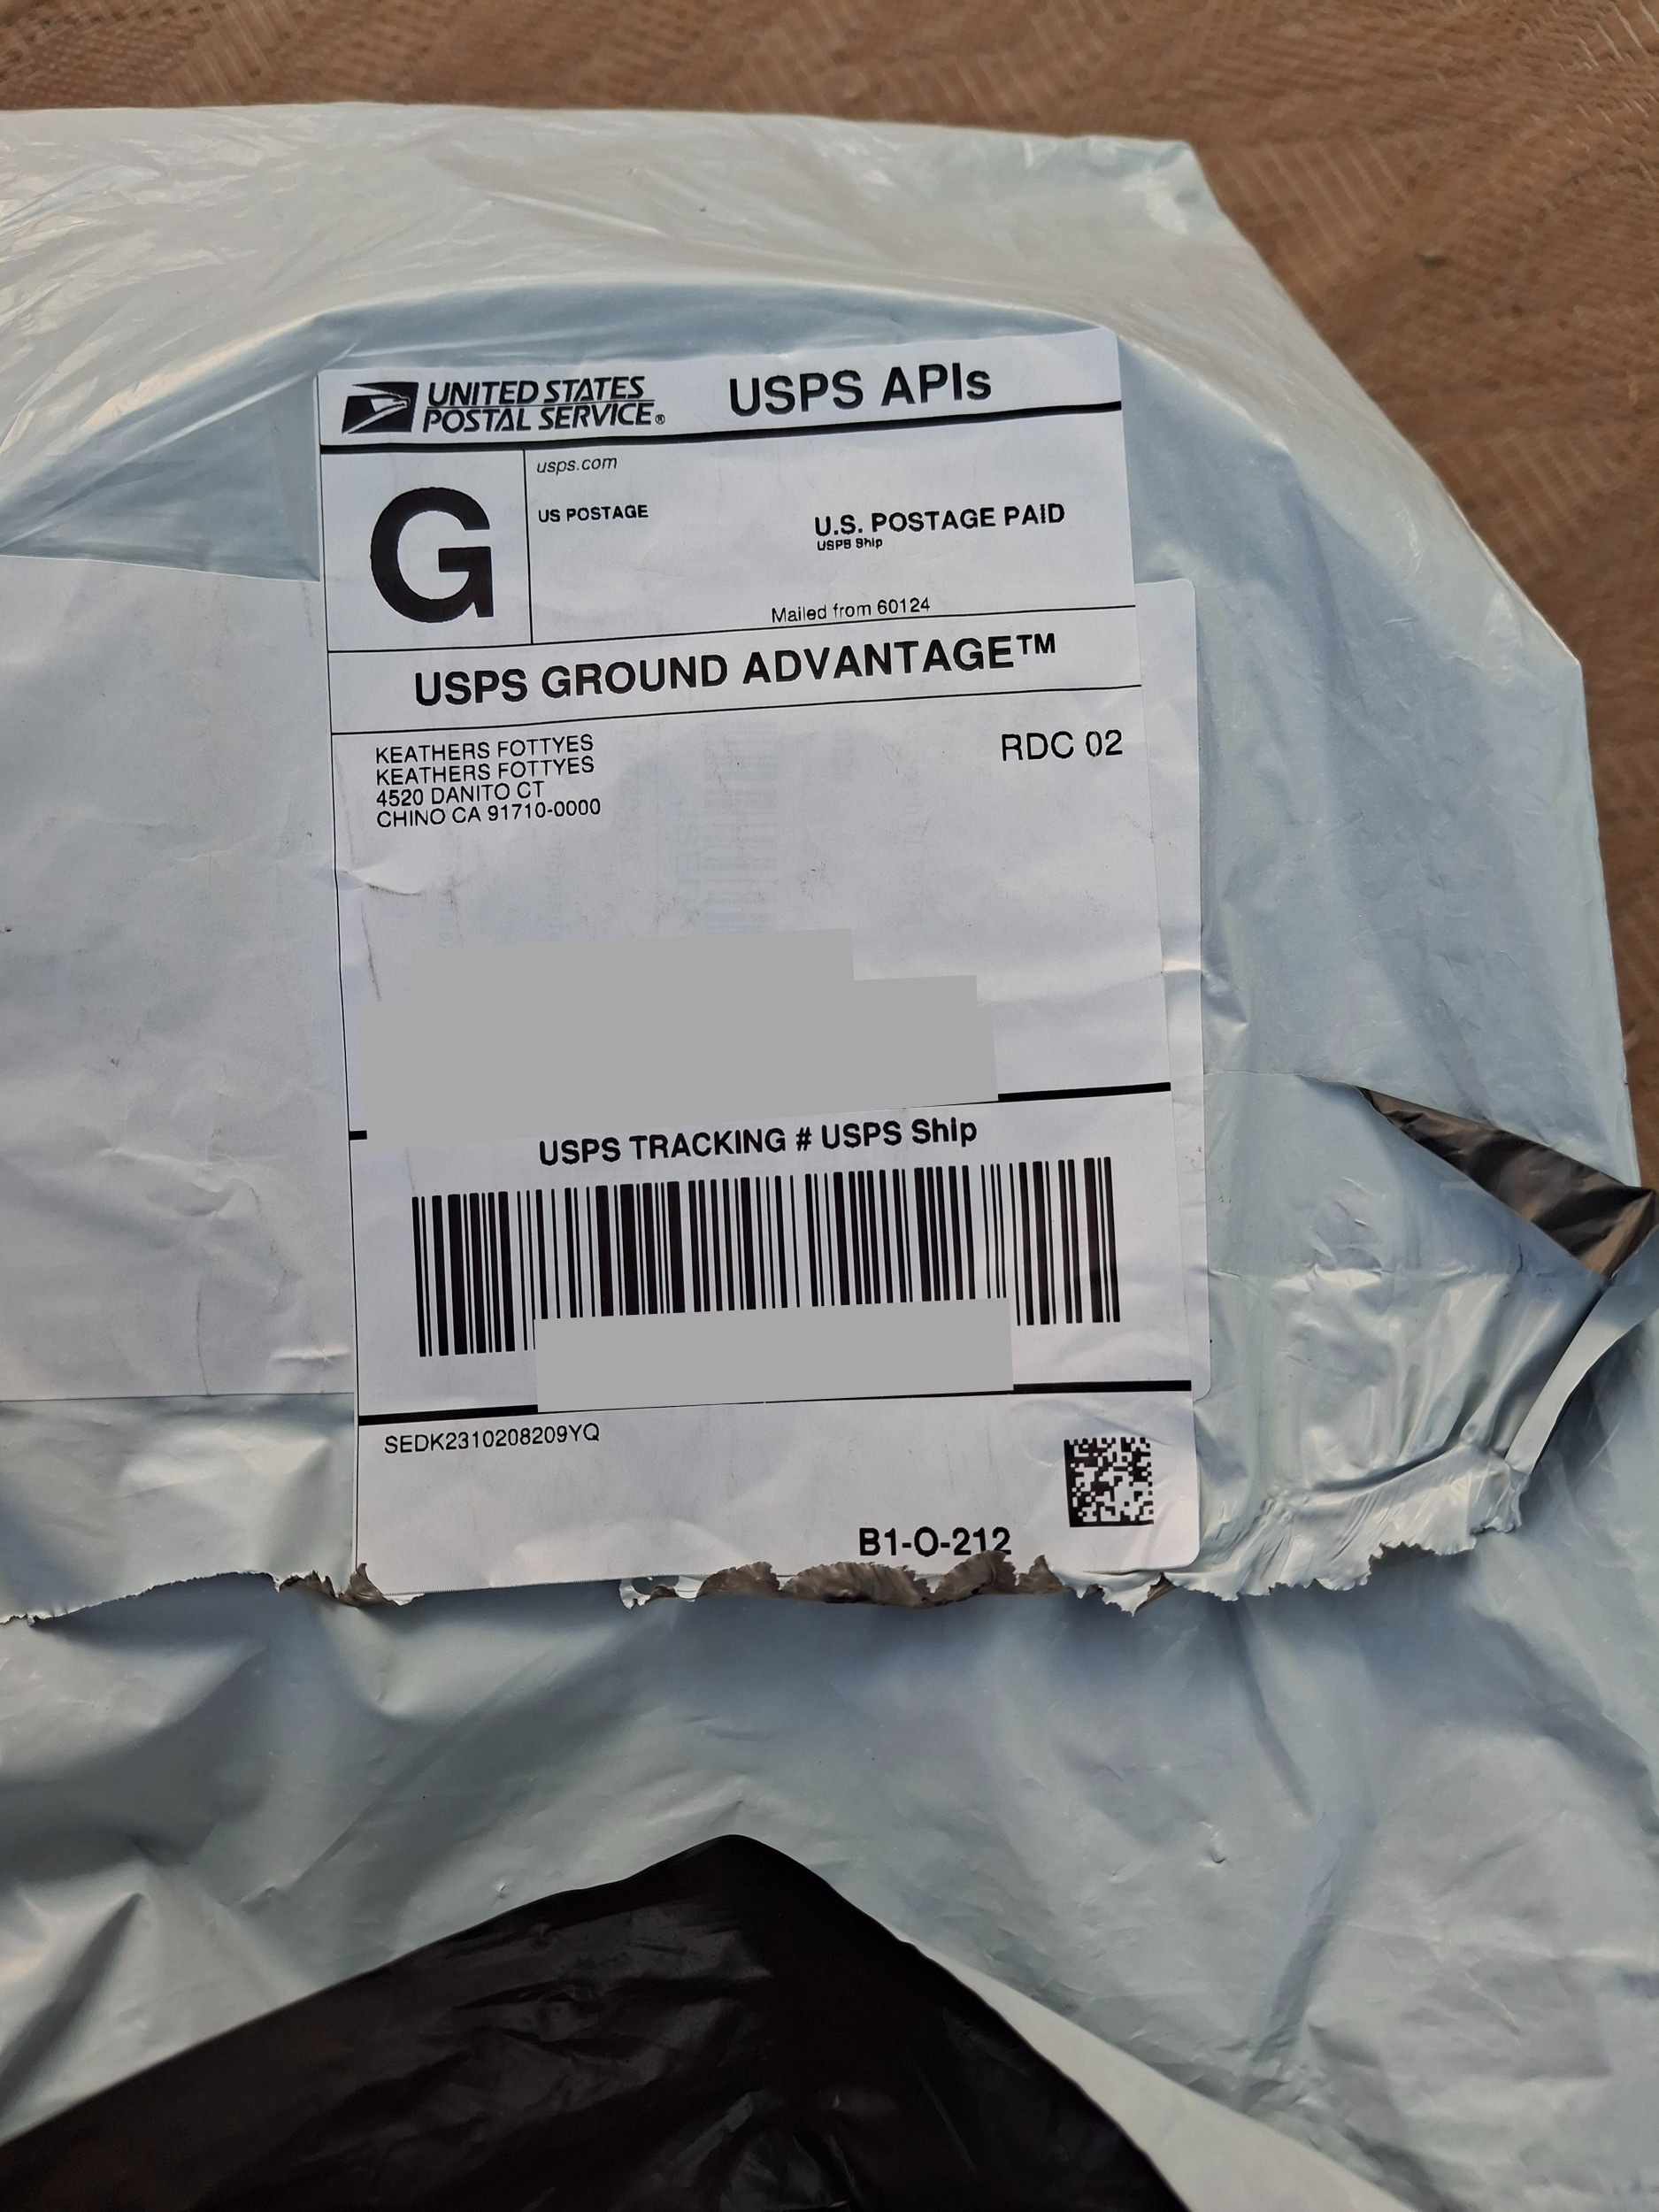 UNITED STATES
POSTAL SERVICE®
USPS APIs
G
usps.com
US POSTAGE
U.S. POSTAGE PAID
USPS Ship
Mailed from 60124
USPS GROUND ADVANTAGE™
KEATHERS FOTTYES
KEATHERS FOTTYES
4520 DANITO CT
CHINO CA 91710-0000
RDC 02
USPS TRACKING # USPS Ship
SEDK2310208209YQ
B1-O-212